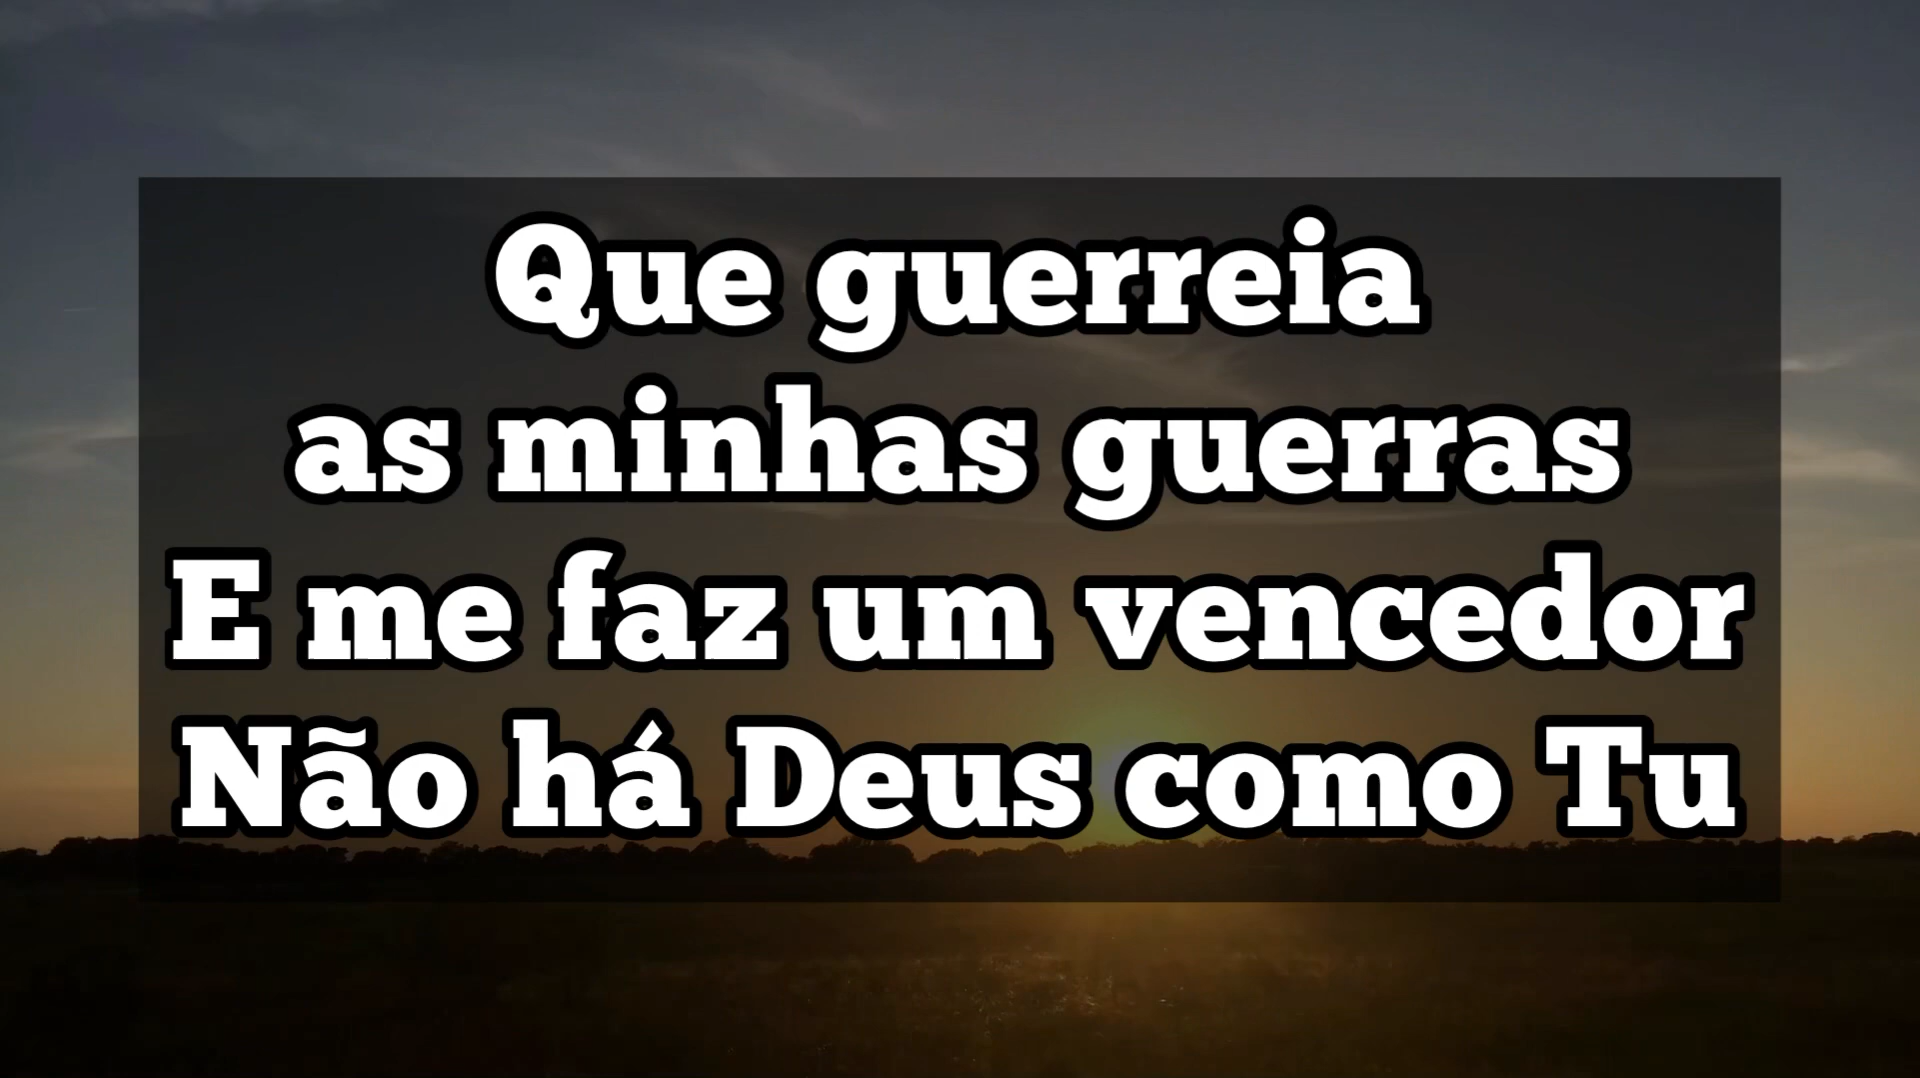 Que guerreia
as minhas guerras
E me faz um vencedor
Não há Deus como Tu